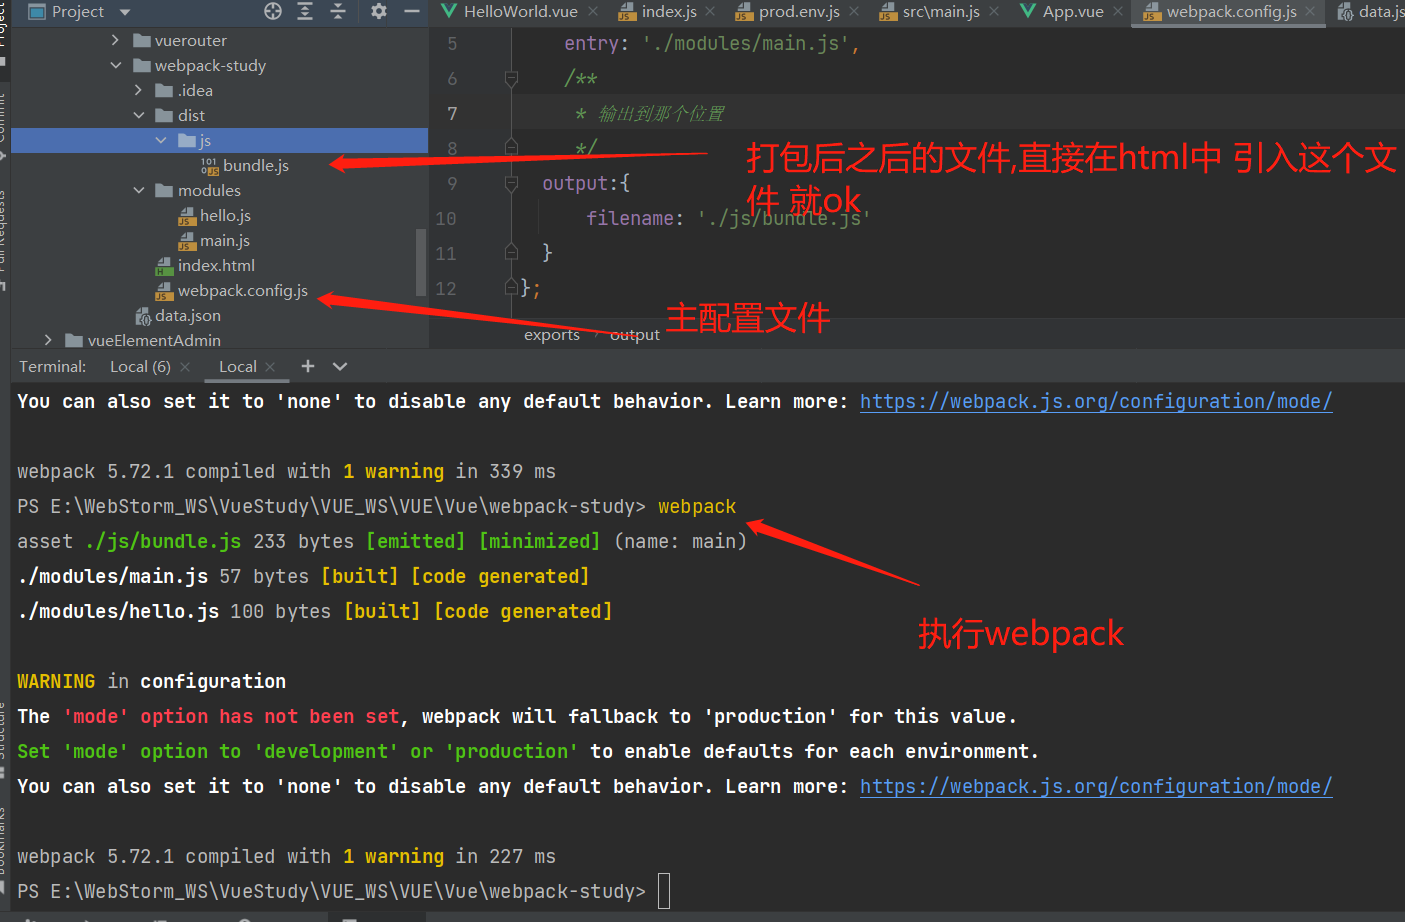 Project
HelloWorld.vue
index.js
prod.env.js
src\main.js
App.vue
webpack.config.js
data.js
vuerouter
webpack-study
.idea
dist
js
bundle.js
modules
hello.js
main.js
index.html
webpack.config.js
data.json
vueElementAdmin
5 entry: './modules/main.js',
6 /**
7 * 输出到那个位置
8 */
9 output:{
10 filename: './js/bundle.js'
11 }
12 };
打包后之后的文件,直接在html中 引入这个文
件 就ok
主配置文件
exports › output
Terminal: Local (6) × Local × +
You can also set it to 'none' to disable any default behavior. Learn more: https://webpack.js.org/configuration/mode/
webpack 5.72.1 compiled with 1 warning in 339 ms
PS E:\WebStorm_WS\VueStudy\VUE_WS\VUE\Vue\webpack-study> webpack
asset ./js/bundle.js 233 bytes [emitted] [minimized] (name: main)
./modules/main.js 57 bytes [built] [code generated]
./modules/hello.js 100 bytes [built] [code generated]
执行webpack
WARNING in configuration
The 'mode' option has not been set, webpack will fallback to 'production' for this value.
Set 'mode' option to 'development' or 'production' to enable defaults for each environment.
You can also set it to 'none' to disable any default behavior. Learn more: https://webpack.js.org/configuration/mode/
webpack 5.72.1 compiled with 1 warning in 227 ms
PS E:\WebStorm_WS\VueStudy\VUE_WS\VUE\Vue\webpack-study>